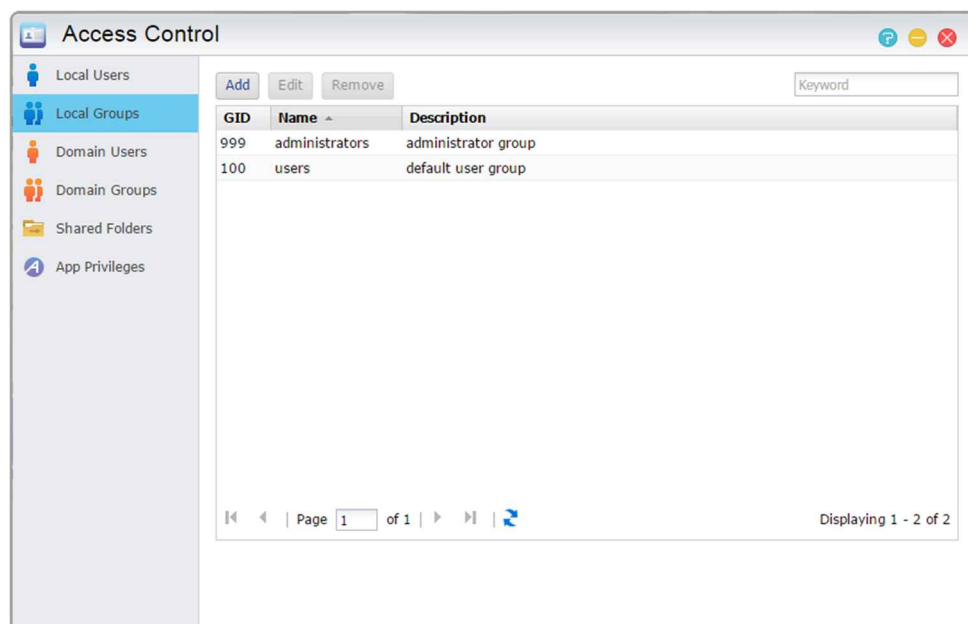 Access Control
Local Users
Local Groups
Domain Users
Domain Groups
Shared Folders
App Privileges
Add Edit Remove Keyword
GID Name Description
999 administrators administrator group
100 users default user group
Page 1 of 1 Displaying 1 - 2 of 2